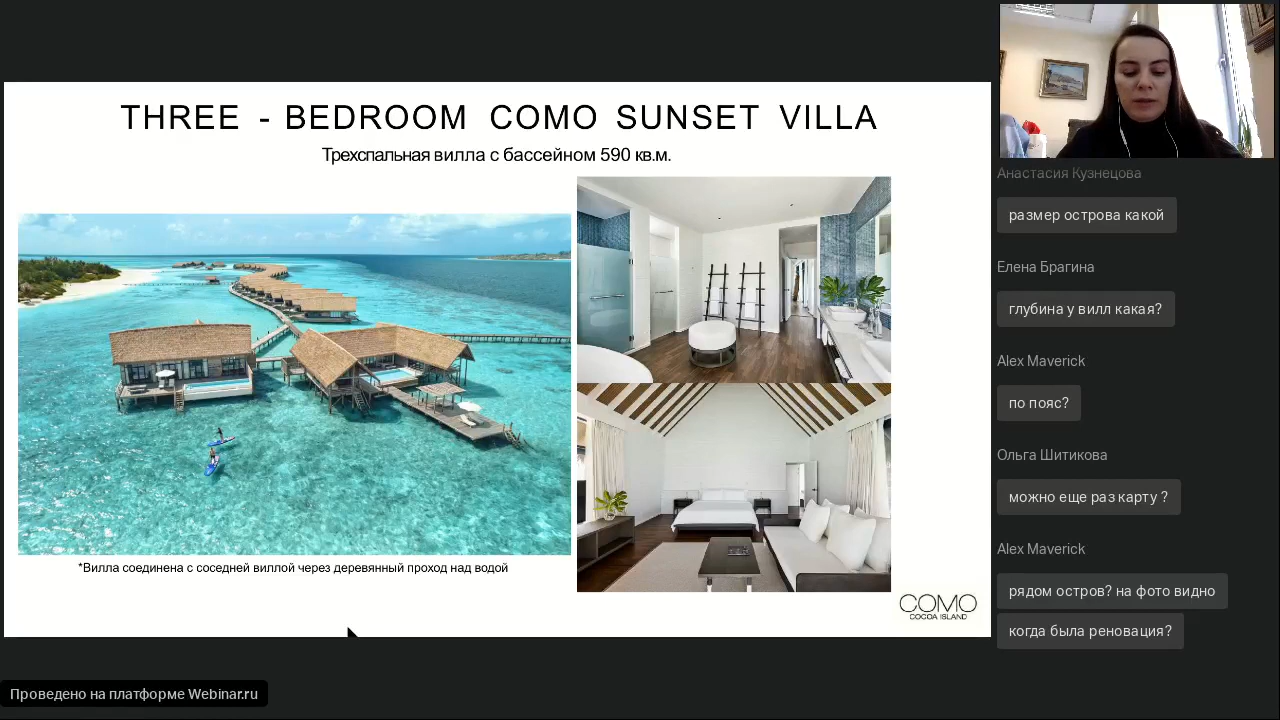 THREE - BEDROOM COMO SUNSET VILLA
Трехспальная вилла с бассейном 590 кв.м.
*Вилла соединена с соседней виллой через деревянный проход над водой
COMO
COCOA ISLAND
Анастасия Кузнецова
размер острова какой
Елена Брагина
глубина у вилл какая?
Alex Maverick
по пояс?
Ольга Шитикова
можно еще раз карту ?
Alex Maverick
рядом остров? на фото видно
когда была реновация?
Проведено на платформе Webinar.ru